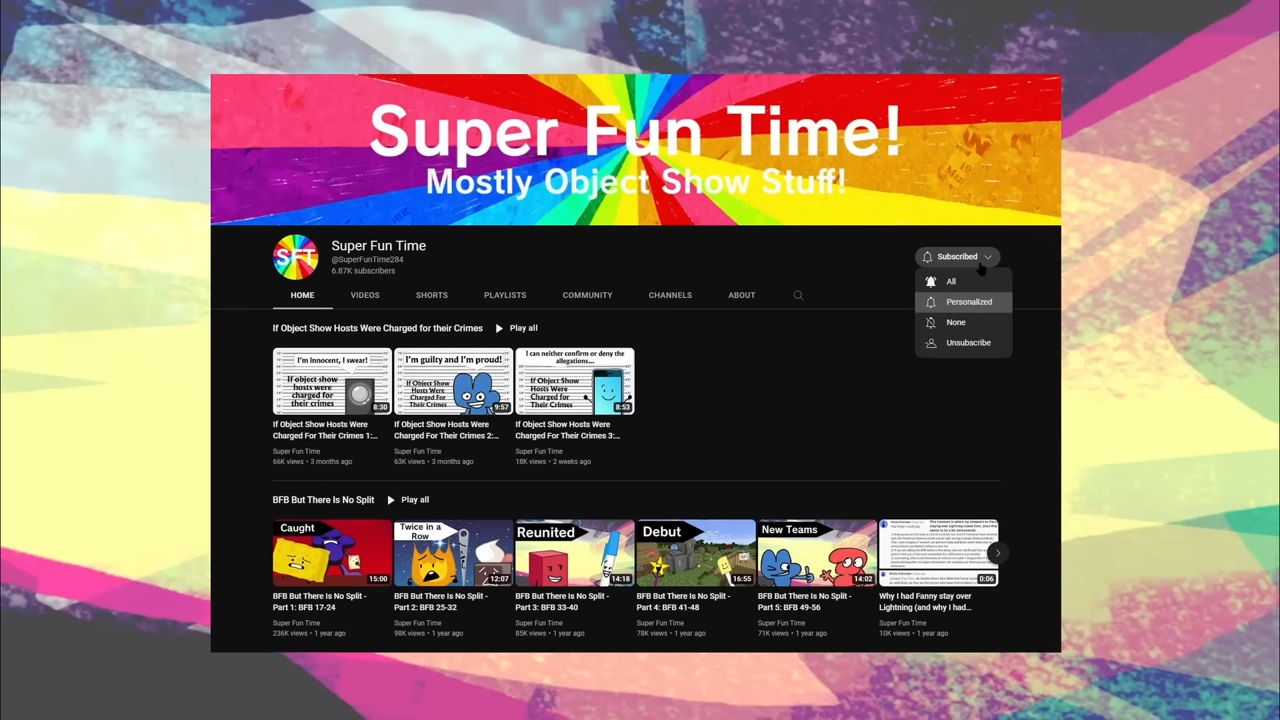 Super Fun Time!
Mostly Object Show Stuff!
SFT
Super Fun Time
@SuperFunTime284
6.87K subscribers
Subscribed
All
Personalized
None
Unsubscribe
HOME VIDEOS SHORTS PLAYLISTS COMMUNITY CHANNELS ABOUT
If Object Show Hosts Were Charged for their Crimes Play all
I'm Innocent, I swear!
If object show
hosts were
charged for
their crimes
8:30
I'm guilty and I'm proud!
If Object Show
Hosts Were
Charged For
Their Crimes
9:57
I can neither confirm or deny the
allegations...
If Object Show
Hosts Were
Charged For
Their Crimes
8:53
If Object Show Hosts Were
Charged For Their Crimes 1:...
Super Fun Time
66K views • 3 months ago
If Object Show Hosts Were
Charged For Their Crimes 2:...
Super Fun Time
63K views • 3 months ago
If Object Show Hosts Were
Charged For Their Crimes 3:...
Super Fun Time
18K views • 2 weeks ago
BFB But There Is No Split Play all
Caught
15:00
Twice in a
Row
12:07
Reunited
14:18
Debut
16:55
New Teams
14:02
0:06
BFB But There Is No Split -
Part 1: BFB 17-24
Super Fun Time
236K views • 1 year ago
BFB But There Is No Split -
Part 2: BFB 25-32
Super Fun Time
98K views • 1 year ago
BFB But There Is No Split -
Part 3: BFB 33-40
Super Fun Time
85K views • 1 year ago
BFB But There Is No Split -
Part 4: BFB 41-48
Super Fun Time
78K views • 1 year ago
BFB But There Is No Split -
Part 5: BFB 49-56
Super Fun Time
71K views • 1 year ago
Why I had Fanny stay over
Lightning (and why I had...
Super Fun Time
10K views • 1 year ago